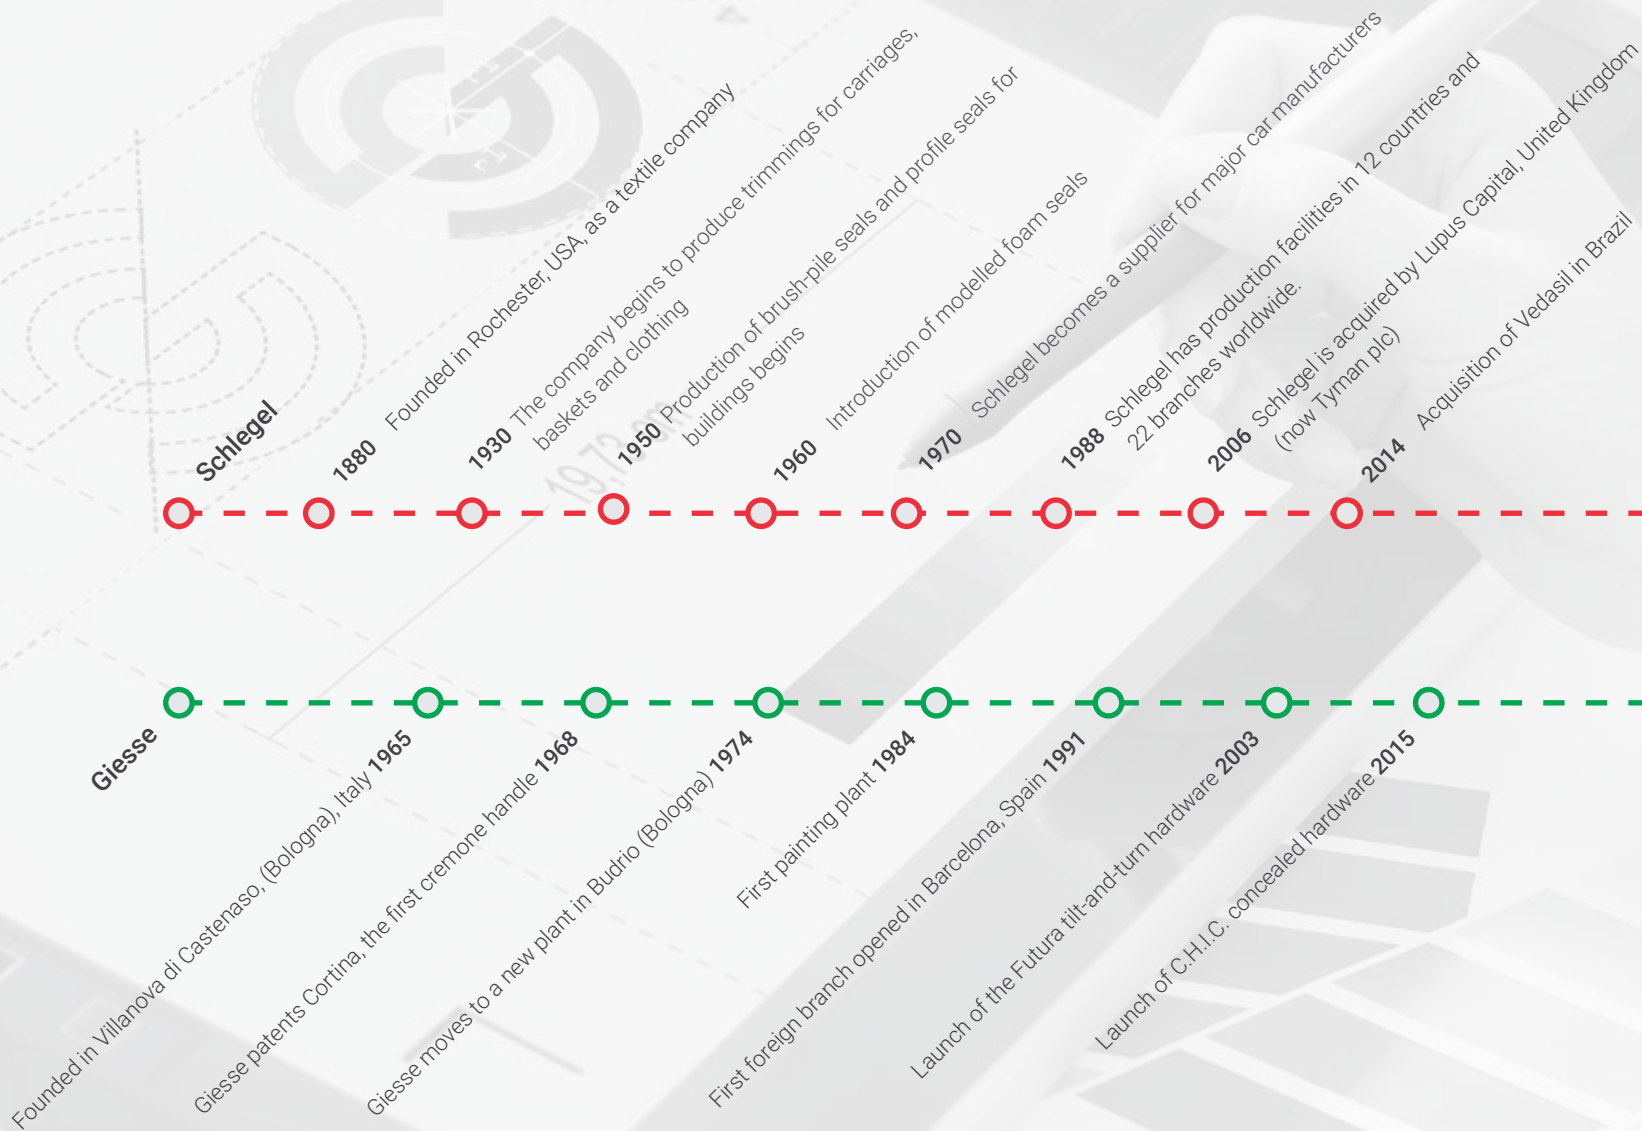 Schlegel
1880 Founded in Rochester, USA, as a textile company
1930 The company begins to produce trimmings for carriages,
baskets and clothing
1950 Production of brush-pile seals and profile seals for
buildings begins
1960 Introduction of modelled foam seals
1970 Schlegel becomes a supplier for major car manufacturers
1988 Schlegel has production facilities in 12 countries and
22 branches worldwide.
2006 Schlegel is acquired by Lupus Capital, United Kingdom
(now Tyman plc)
2014 Acquisition of Vedasil in Brazil
19,73 cm
Giesse
Founded in Villanova di Castenaso, (Bologna), Italy 1965
Giesse patents Cortina, the first cremone handle 1968
Giesse moves to a new plant in Budrio (Bologna) 1974
First painting plant 1984
First foreign branch opened in Barcelona, Spain 1991
Launch of the Futura tilt-and-turn hardware 2003
Launch of C.H.I.C. concealed hardware 2015